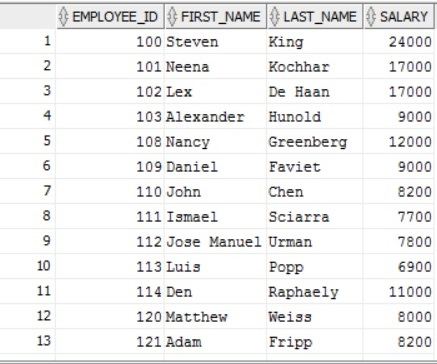 EMPLOYEE_ID FIRST_NAME LAST_NAME SALARY
1 100 Steven King 24000
2 101 Neena Kochhar 17000
3 102 Lex De Haan 17000
4 103 Alexander Hunold 9000
5 108 Nancy Greenberg 12000
6 109 Daniel Faviet 9000
7 110 John Chen 8200
8 111 Ismael Sciarra 7700
9 112 Jose Manuel Urman 7800
10 113 Luis Popp 6900
11 114 Den Raphaely 11000
12 120 Matthew Weiss 8000
13 121 Adam Fripp 8200